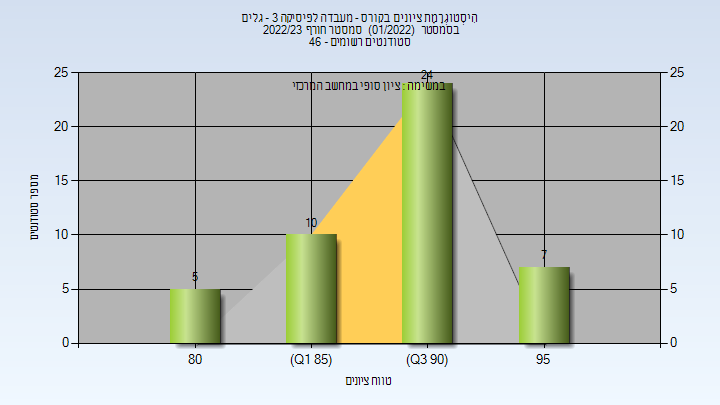 היסטוגרמת ציונים בקורס - מעבדה לפיסיקה 3 - גלים
בסמסטר (01/2022) סמסטר חורף 2022/23
סטודנטים רשומים - 46
במשימה : ציון סופי במחשב המרכזי
25 25
20 20
15 15
10 10
5 5
0 0
מספר סטודנטים
5
10
24
7
80
(Q1 85)
(Q3 90)
95
טווח ציונים